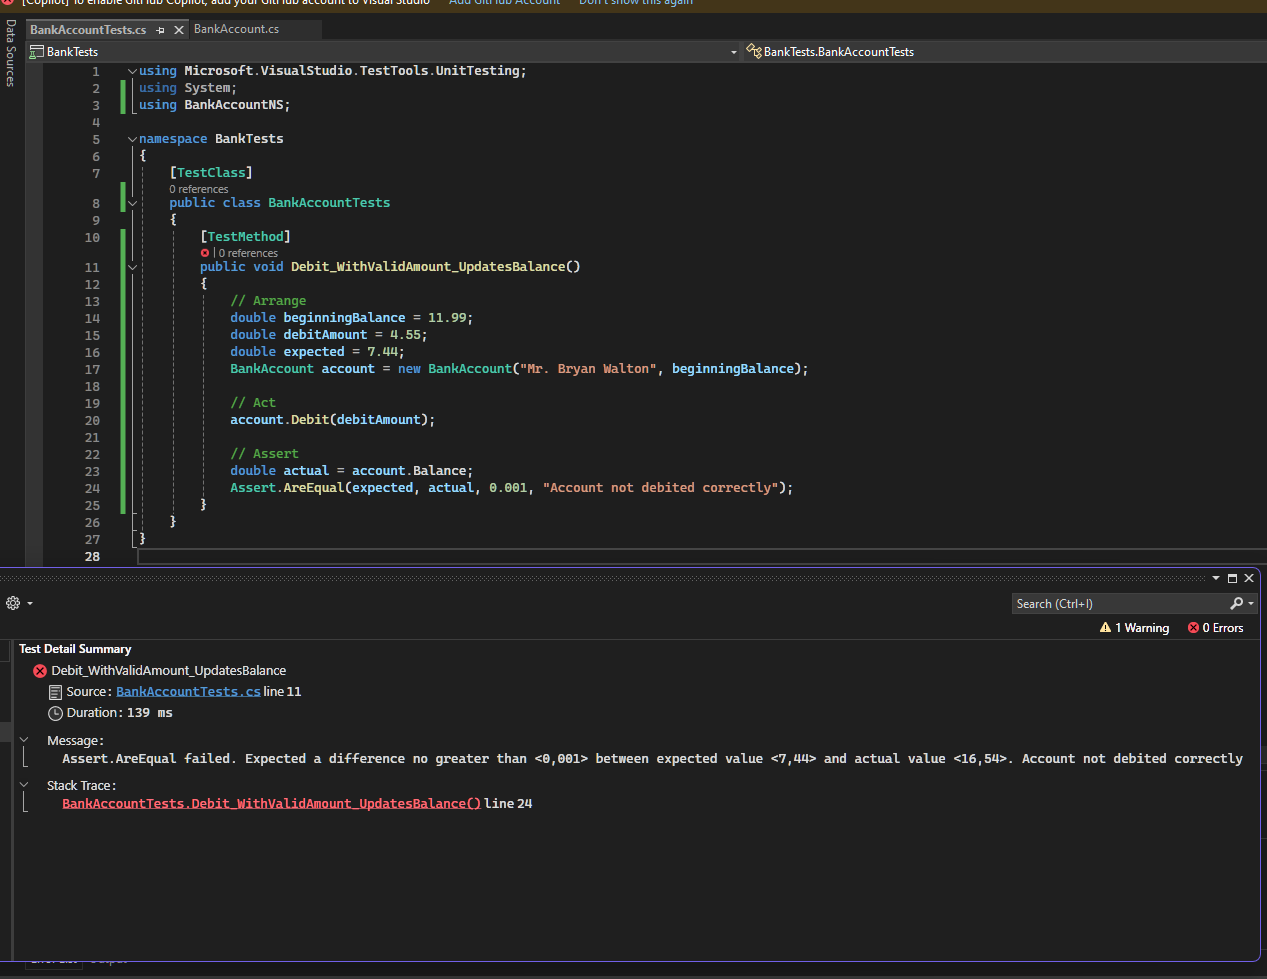 [Copilot] To enable GitHub Copilot, add your GitHub account to Visual Studio Add GitHub Account Don't show this again
Data Sources
BankAccountTests.cs BankAccount.cs
BankTests BankTests.BankAccountTests
1 using Microsoft.VisualStudio.TestTools.UnitTesting;
2 using System;
3 using BankAccountNS;
4
5 namespace BankTests
6 {
7 [TestClass]
0 references
8 public class BankAccountTests
9 {
10 [TestMethod]
| 0 references
11 public void Debit_WithValidAmount_UpdatesBalance()
12 {
13 // Arrange
14 double beginningBalance = 11.99;
15 double debitAmount = 4.55;
16 double expected = 7.44;
17 BankAccount account = new BankAccount("Mr. Bryan Walton", beginningBalance);
18
19 // Act
20 account.Debit(debitAmount);
21
22 // Assert
23 double actual = account.Balance;
24 Assert.AreEqual(expected, actual, 0.001, "Account not debited correctly");
25 }
26 }
27 }
28
Search (Ctrl+I)
1 Warning 0 Errors
Test Detail Summary
Debit_WithValidAmount_UpdatesBalance
Source: BankAccountTests.cs line 11
Duration: 139 ms
Message:
Assert.AreEqual failed. Expected a difference no greater than <0,001> between expected value <7,44> and actual value <16,54>. Account not debited correctly
Stack Trace:
BankAccountTests.Debit_WithValidAmount_UpdatesBalance() line 24
Error List Output